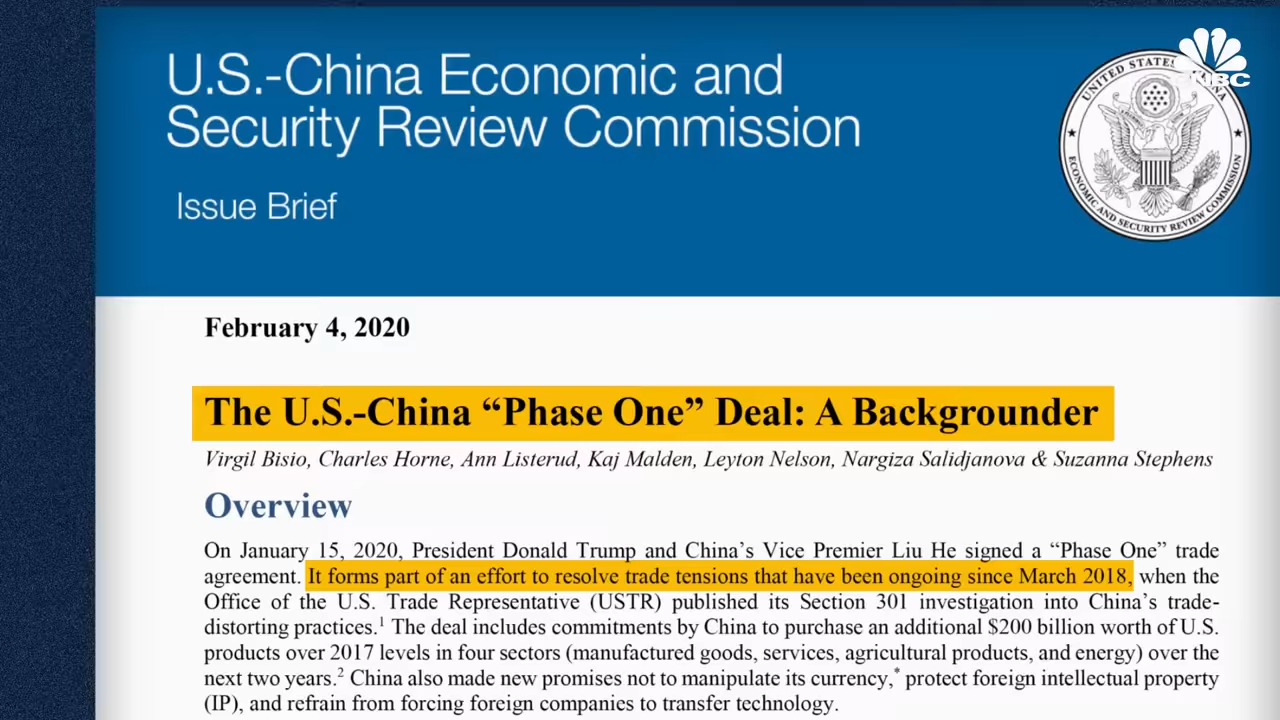 U.S.-China Economic and
Security Review Commission
Issue Brief
UNITED STATES
ECONOMIC AND SECURITY REVIEW COMMISSION
February 4, 2020
The U.S.-China “Phase One” Deal: A Backgrounder
Virgil Bisio, Charles Horne, Ann Listerud, Kaj Malden, Leyton Nelson, Nargiza Salidjanova & Suzanna Stephens
Overview
On January 15, 2020, President Donald Trump and China’s Vice Premier Liu He signed a “Phase One” trade
agreement. It forms part of an effort to resolve trade tensions that have been ongoing since March 2018, when the
Office of the U.S. Trade Representative (USTR) published its Section 301 investigation into China’s trade-
distorting practices.¹ The deal includes commitments by China to purchase an additional $200 billion worth of U.S.
products over 2017 levels in four sectors (manufactured goods, services, agricultural products, and energy) over the
next two years.² China also made new promises not to manipulate its currency,* protect foreign intellectual property
(IP), and refrain from forcing foreign companies to transfer technology.